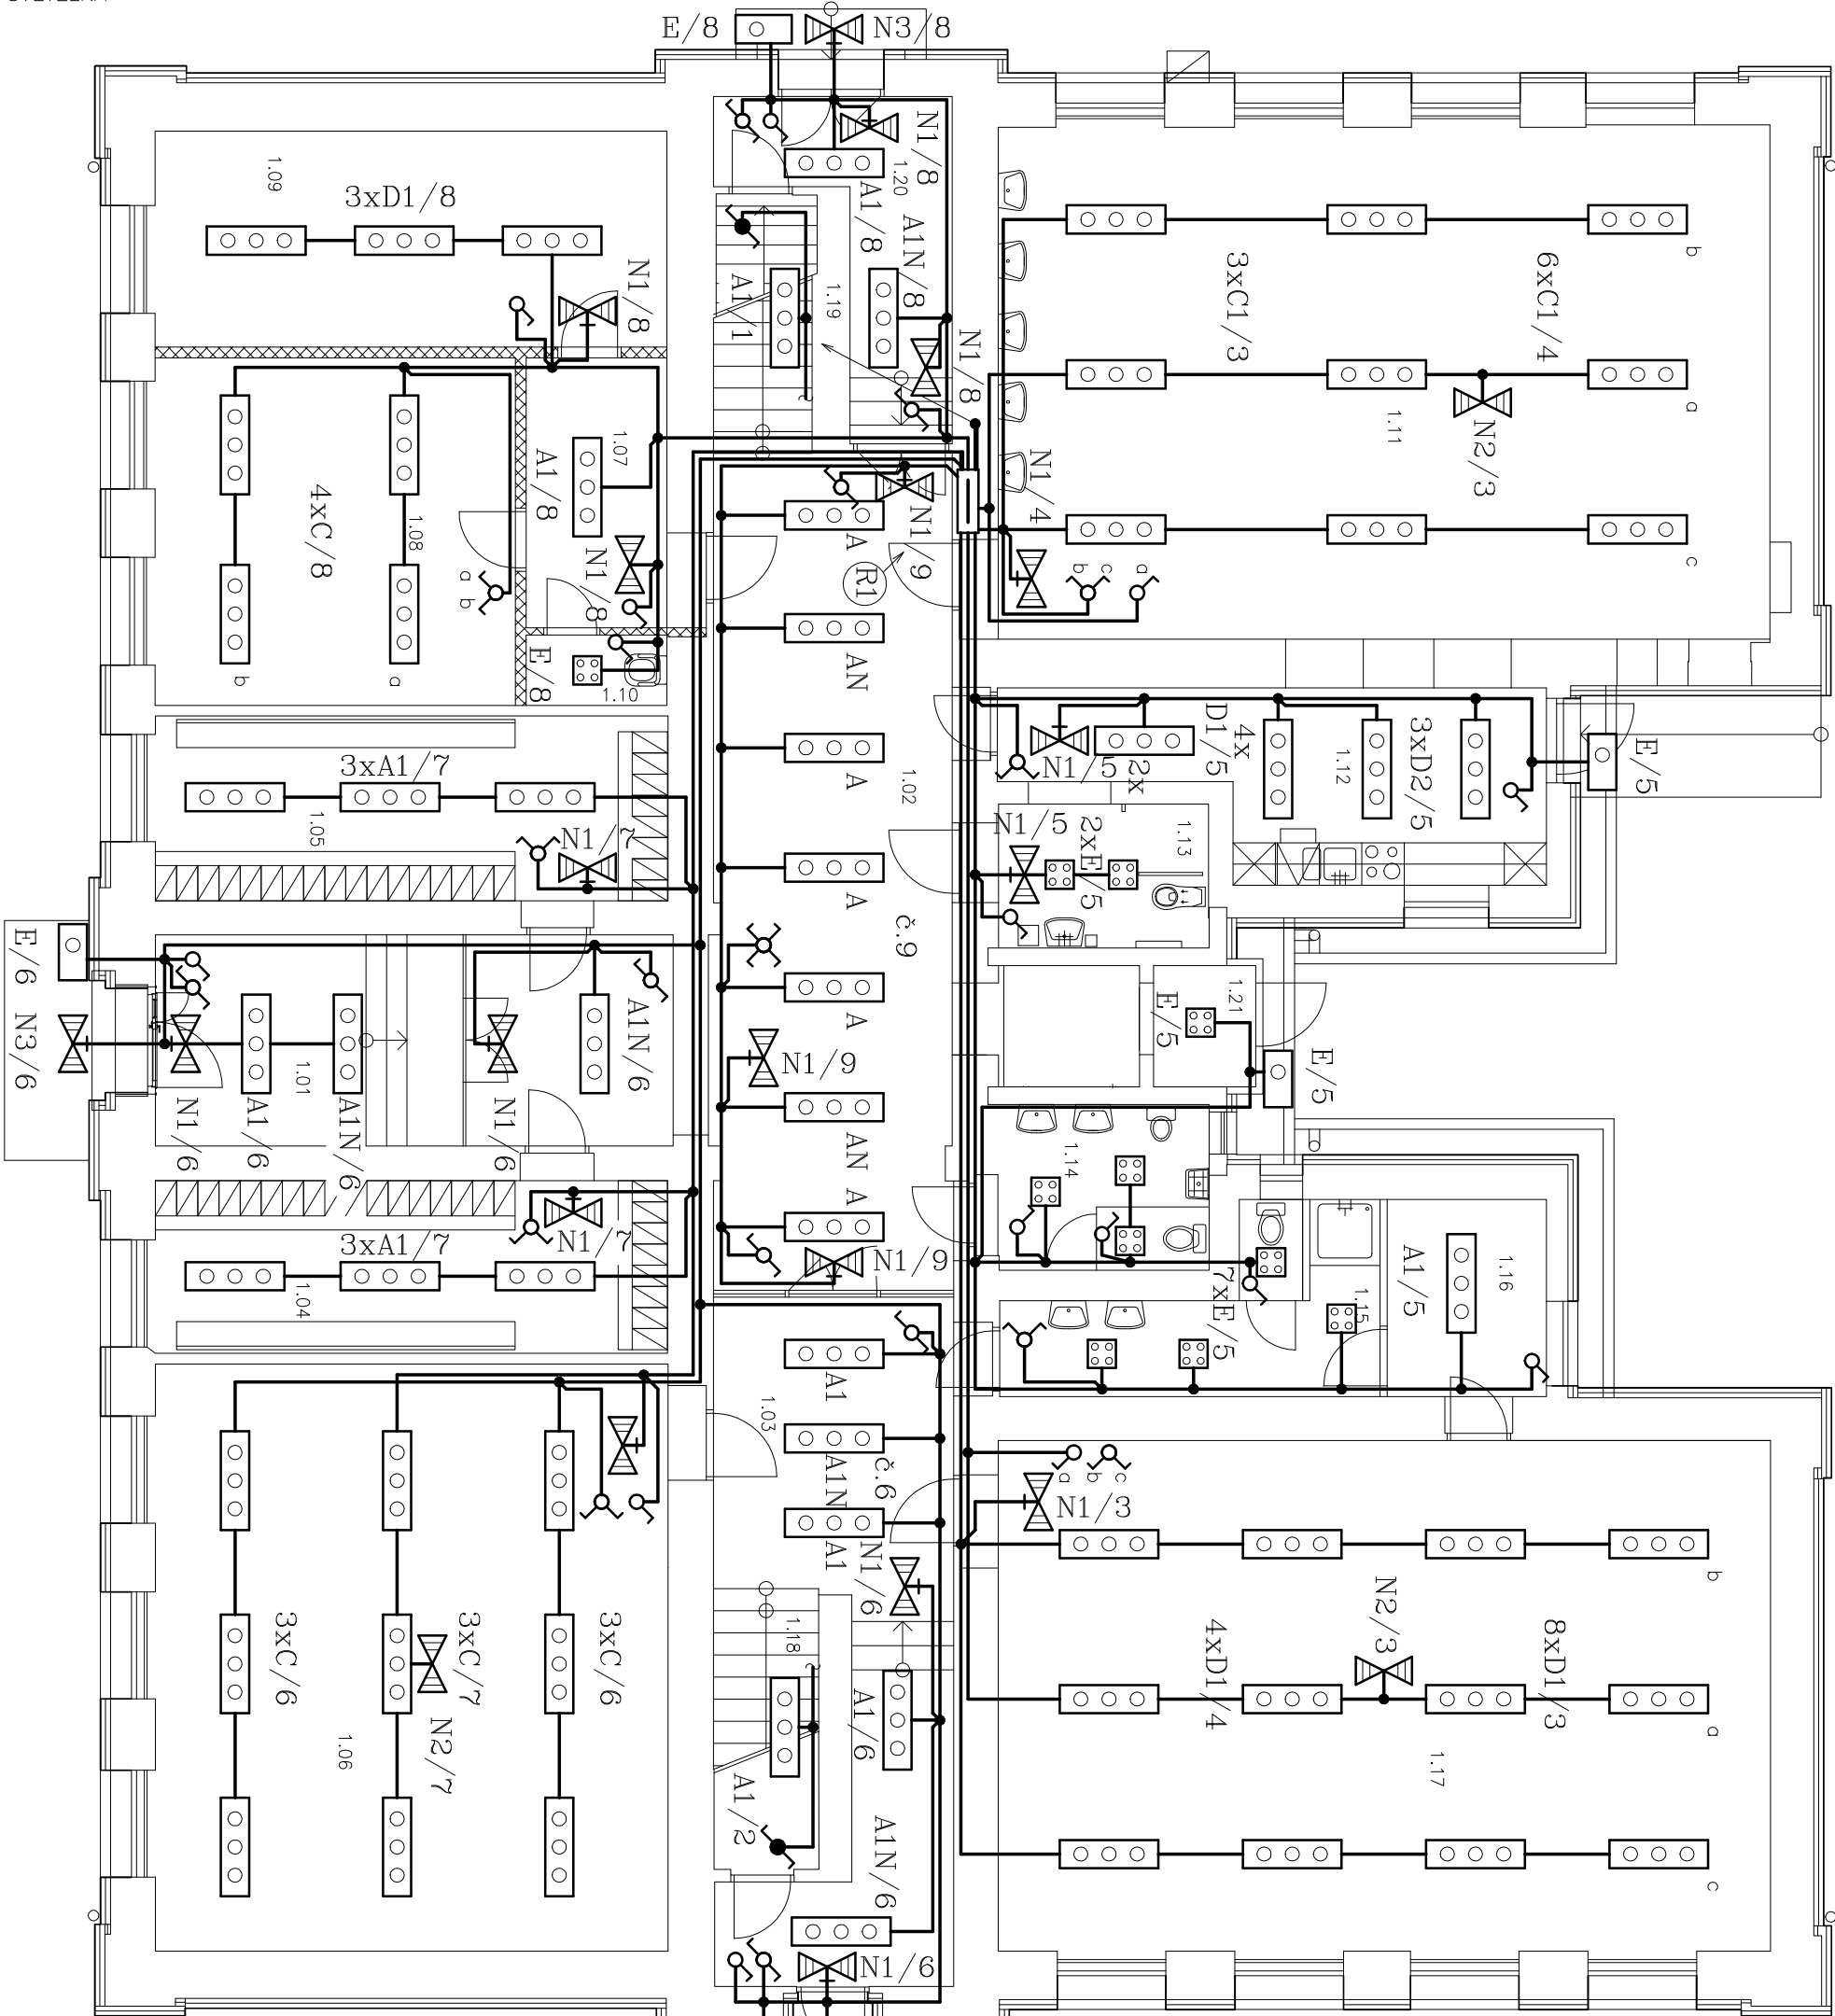 E/8
N3/8
1.09
3xD1/8
N1/8
1.20
A1/8
A1N/8
N1/8
A1/1
1.19
N1/8
3xC1/3
6xC1/4
b
a
1.11
N2/3
N1/4
c
b
c
a
1.07
A1/8
4xC/8
1.08
N1/8
a
b
E/8
1.10
b
a
A
N1/9
R1
AN
A
1.02
A
č.9
A
N1/9
AN
A
N1/9
D1/5
4x
2x
N1/5
1.12
3xD2/5
E/5
3xA1/7
1.05
N1/7
N1/5
2xE/5
1.13
E/6
N3/6
1.01
N1/6
A1/6
A1N/6
N1/6
A1N/6
1.21
E/5
E/5
3xA1/7
1.04
N1/7
1.14
7xE/5
1.15
A1/5
1.16
A1
1.03
A1N
č.6
A1
N1/6
a
b
c
N1/3
b
N2/3
4xD1/4
8xD1/3
a
1.17
c
3xC/6
3xC/7
3xC/6
N2/7
1.06
1.18
A1/6
A1/2
A1N/6
N1/6